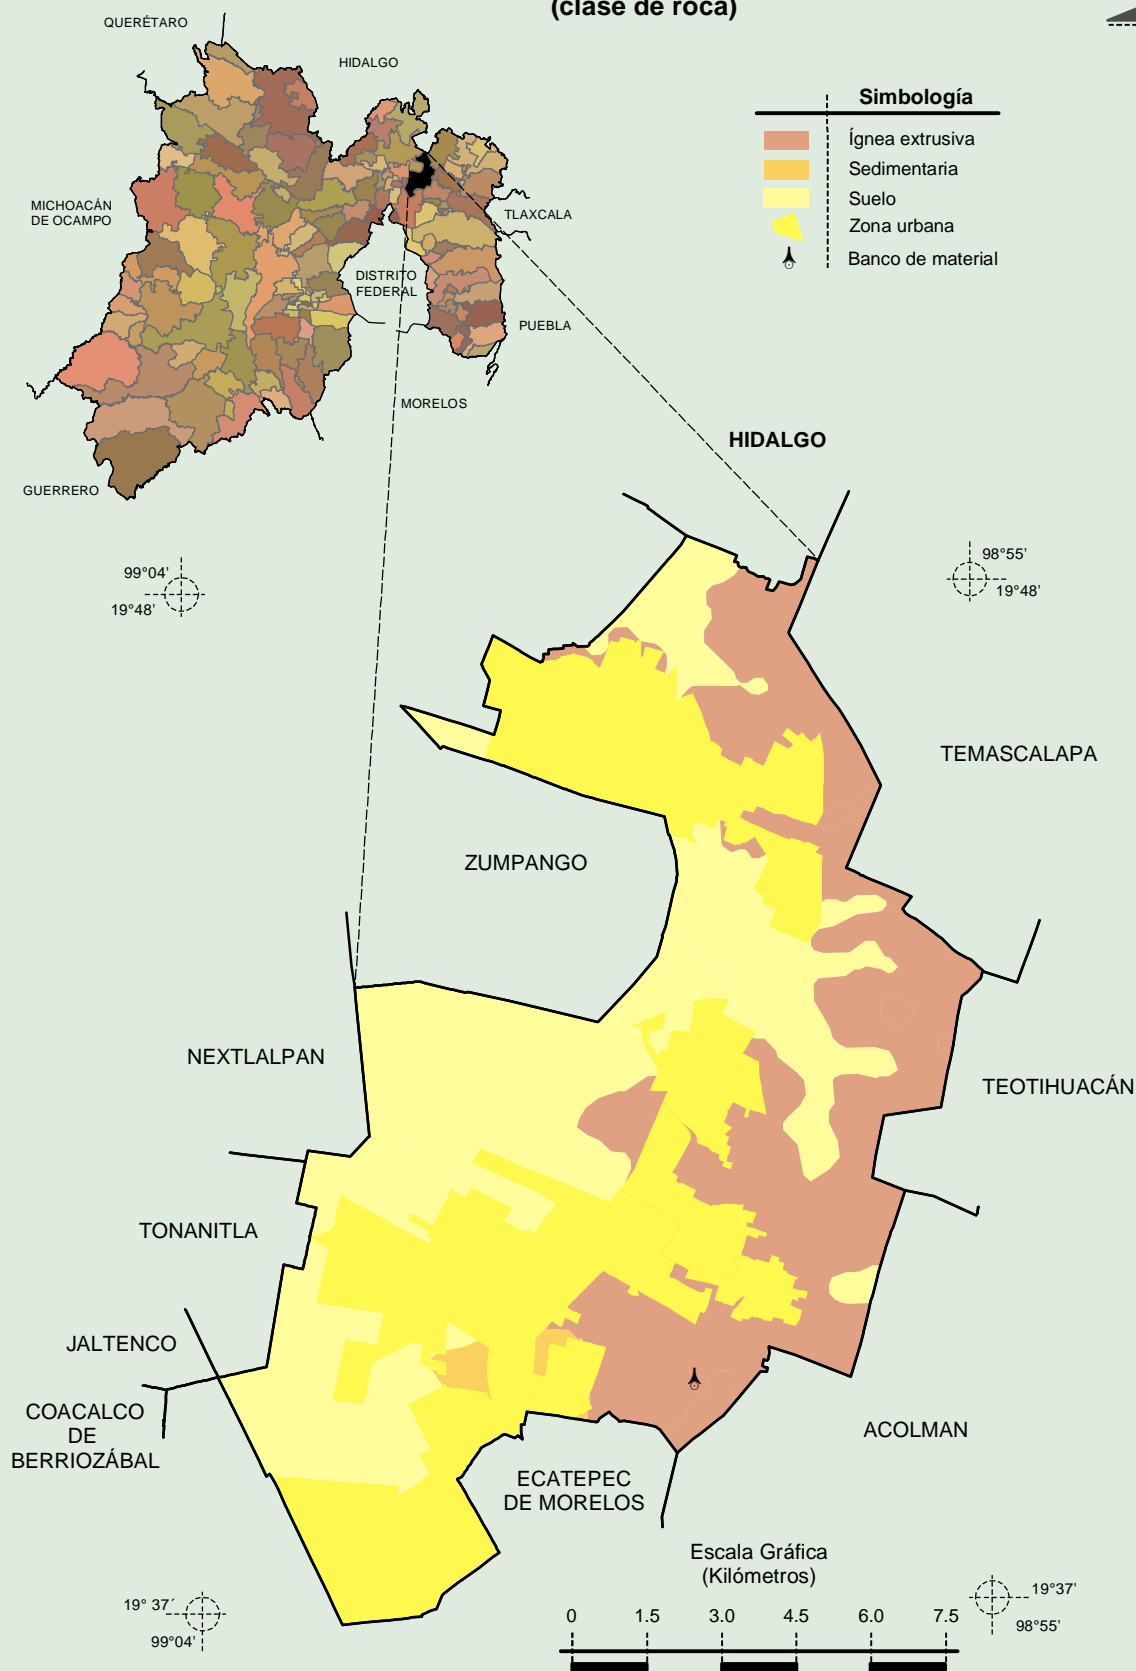 (clase de roca)
QUERÉTARO
HIDALGO
MICHOACÁN
DE OCAMPO
TLAXCALA
DISTRITO
FEDERAL
PUEBLA
MORELOS
GUERRERO
Simbología
Ígnea extrusiva
Sedimentaria
Suelo
Zona urbana
Banco de material
HIDALGO
99°04'
19°48'
98°55'
19°48'
TEMASCALAPA
ZUMPANGO
NEXTLALPAN
TEOTIHUACÁN
TONANITLA
JALTENCO
COACALCO
DE
BERRIOZÁBAL
ACOLMAN
ECATEPEC
DE MORELOS
Escala Gráfica
(Kilómetros)
0 1.5 3.0 4.5 6.0 7.5
19° 37´
99°04'
19°37'
98°55'